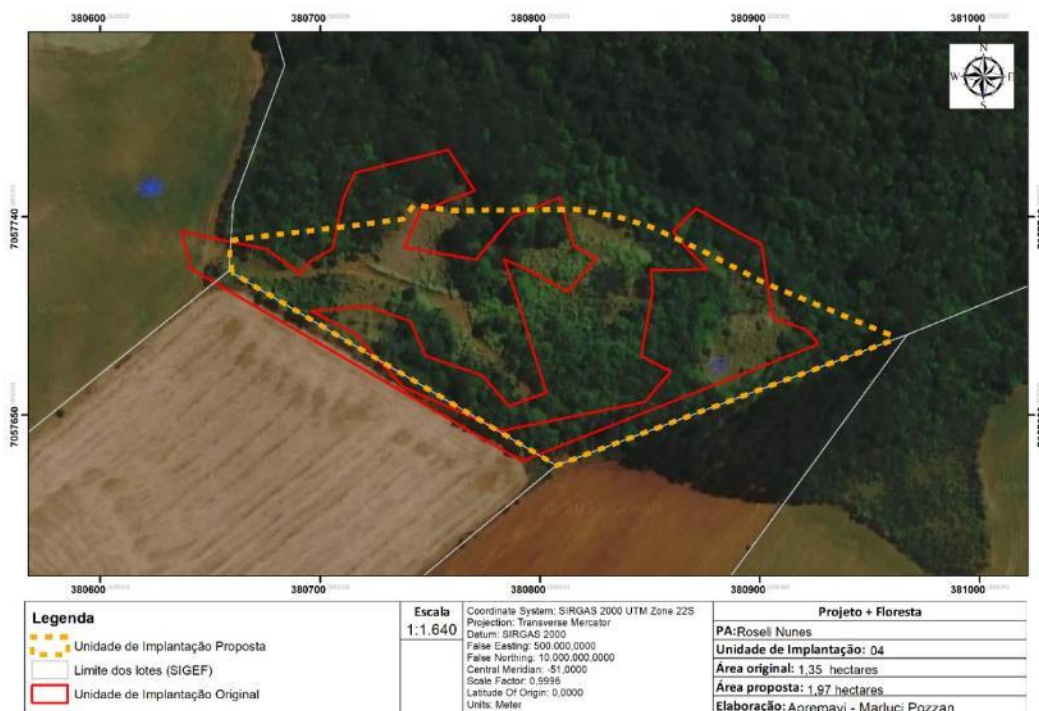 380600 380700 380800 380900 381000
N
W E
S
7057740
7057650
380600 380700 380800 380900 381000
Legenda
Unidade de Implantação Proposta
Limite dos lotes (SIGEF)
Unidade de Implantação Original
Escala
1:1.640
Coordinate System: SIRGAS 2000 UTM Zone 22S
Projection: Transverse Mercator
Datum: SIRGAS 2000
False Easting: 500.000,0000
False Northing: 10.000.000,0000
Central Meridian: -51,0000
Scale Factor: 0,9996
Latitude Of Origin: 0,0000
Units: Meter
Projeto + Floresta
PA:Roseli Nunes
Unidade de Implantação: 04
Área original: 1,35 hectares
Área proposta: 1,97 hectares
Elaboração: Apremavi - Marluci Pozzan